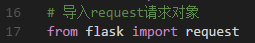 16 # 导入request请求对象
17 from flask import request